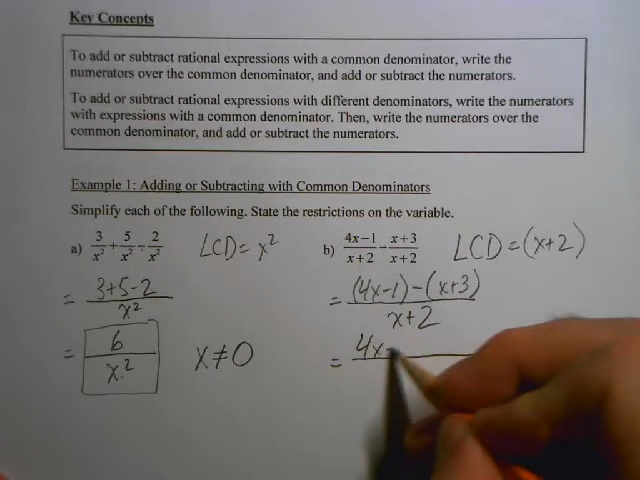 Key Concepts
To add or subtract rational expressions with a common denominator, write the
numerators over the common denominator, and add or subtract the numerators.
To add or subtract rational expressions with different denominators, write the numerators
with expressions with a common denominator. Then, write the numerators over the
common denominator, and add or subtract the numerators.
Example 1: Adding or Subtracting with Common Denominators
Simplify each of the following. State the restrictions on the variable.
a) 3/x² + 5/x² - 2/x² LCD = x²
= (3+5-2)/x²
= 6/x² x ≠ 0
b) (4x-1)/(x+2) - (x+3)/(x+2) LCD = (x+2)
= ((4x-1)-(x+3))/(x+2)
= 4x-